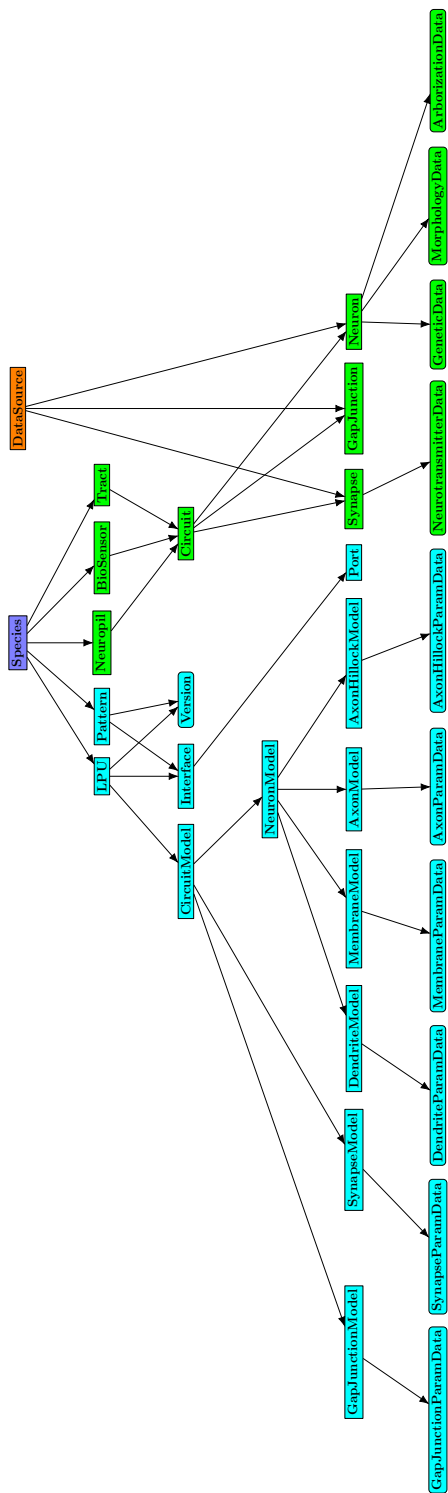 Species
DataSource
LPU
Pattern
Neuropil
BioSensor
Tract
CircuitModel
Interface
Version
Circuit
NeuronModel
GapJunctionModel
SynapseModel
DendriteModel
MembraneModel
AxonModel
AxonHillockModel
Port
Synapse
GapJunction
Neuron
GapJunctionParamData
SynapseParamData
DendriteParamData
MembraneParamData
AxonParamData
AxonHillockParamData
NeurotransmitterData
GeneticData
MorphologyData
ArborizationData